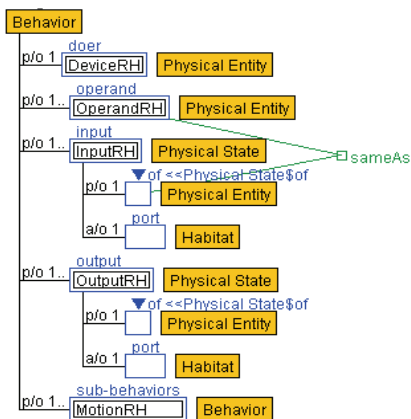 Behavior
doer
p/o 1 DeviceRH Physical Entity
operand
p/o 1.. OperandRH Physical Entity
input
p/o 1.. InputRH Physical State
sameAs
▼of <<Physical State$of
p/o 1 Physical Entity
port
a/o 1 Habitat
output
p/o 1.. OutputRH Physical State
▼of <<Physical State$of
p/o 1 Physical Entity
port
a/o 1 Habitat
sub-behaviors
p/o 1.. MotionRH Behavior